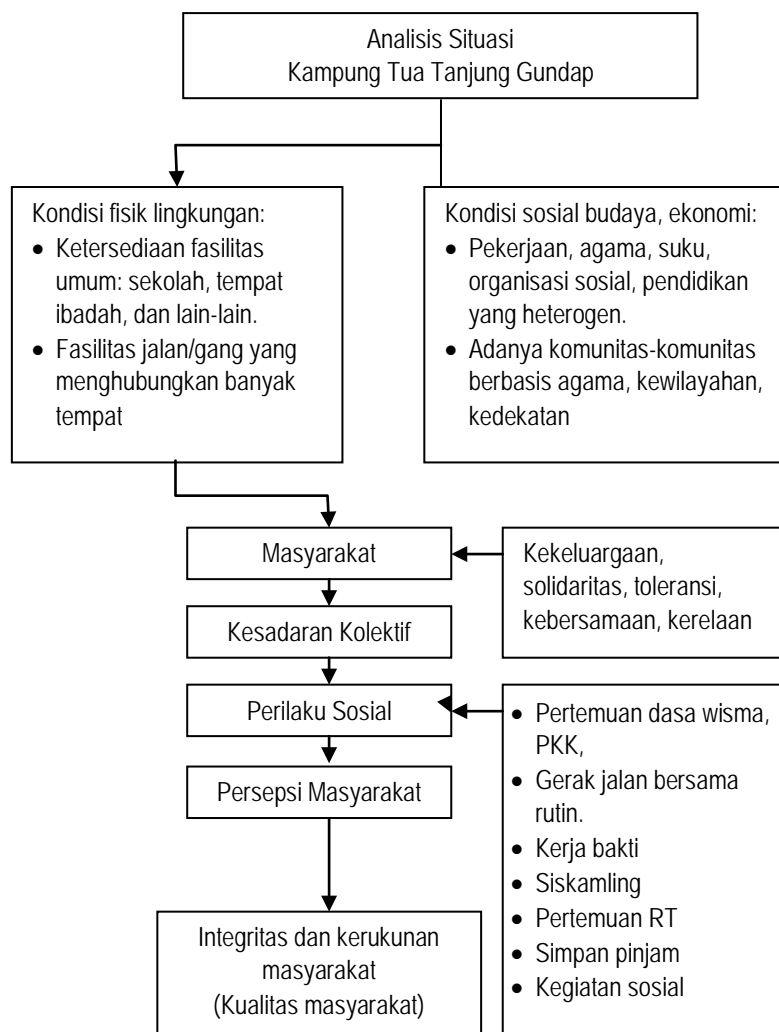 Analisis Situasi
Kampung Tua Tanjung Gundap
Kondisi fisik lingkungan:
• Ketersediaan fasilitas
umum: sekolah, tempat
ibadah, dan lain-lain.
• Fasilitas jalan/gang yang
menghubungkan banyak
tempat
Kondisi sosial budaya, ekonomi:
• Pekerjaan, agama, suku,
organisasi sosial, pendidikan
yang heterogen.
• Adanya komunitas-komunitas
berbasis agama, kewilayahan,
kedekatan
Masyarakat
Kekeluargaan,
solidaritas, toleransi,
kebersamaan, kerelaan
Kesadaran Kolektif
Perilaku Sosial
• Pertemuan dasa wisma,
PKK,
• Gerak jalan bersama
rutin.
• Kerja bakti
• Siskamling
• Pertemuan RT
• Simpan pinjam
• Kegiatan sosial
Persepsi Masyarakat
Integritas dan kerukunan
masyarakat
(Kualitas masyarakat)